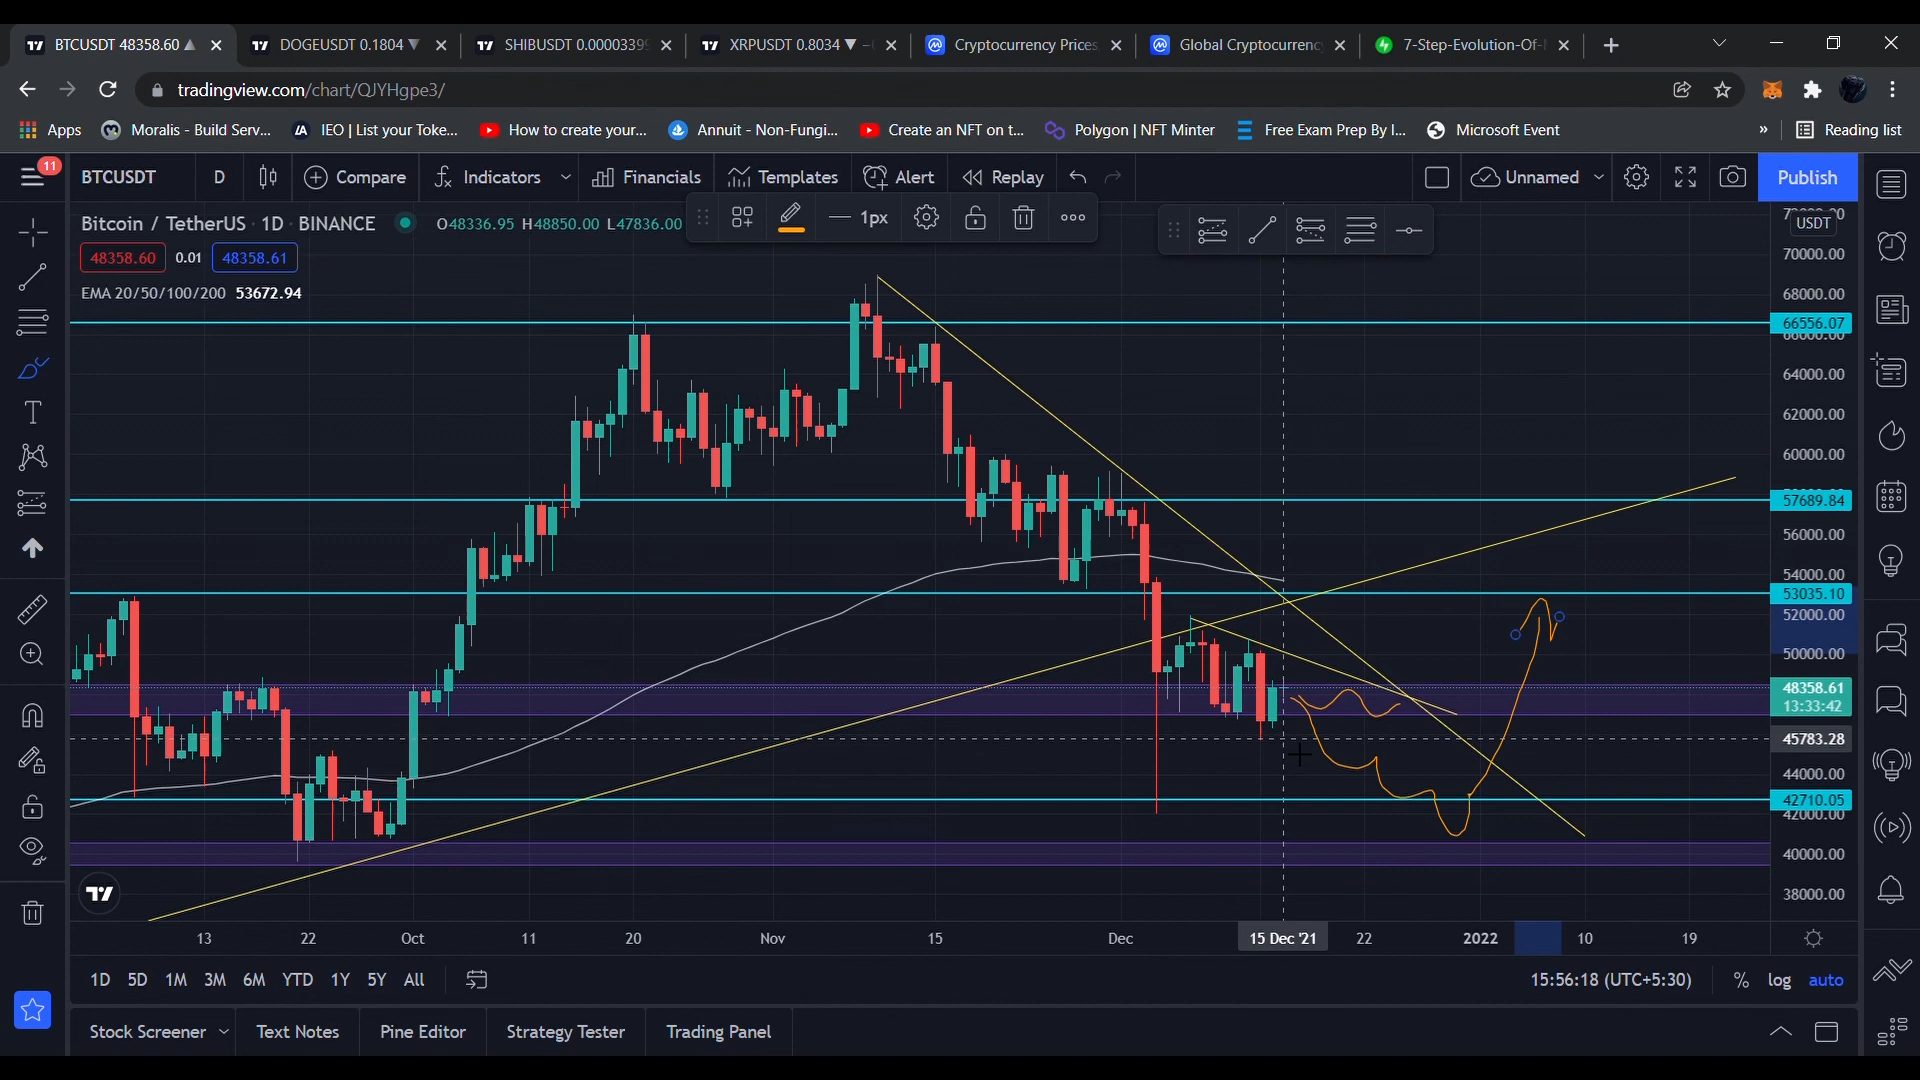 BTCUSDT 48358.60 ▲
DOGEUSDT 0.1804 ▼
SHIBUSDT 0.00003399
XRPUSDT 0.8034 ▼
Cryptocurrency Prices
Global Cryptocurrenc
7-Step-Evolution-Of-
tradingview.com/chart/QJYHgpe3/
Apps
Moralis - Build Serv...
IEO | List your Toke...
How to create your...
Annuit - Non-Fungi...
Create an NFT on t...
Polygon | NFT Minter
Free Exam Prep By I...
Microsoft Event
»
Reading list
11
BTCUSDT
D
Compare
Indicators
Financials
Templates
Alert
Replay
Unnamed
Publish
Bitcoin / TetherUS 1D BINANCE
O48336.95 H48850.00 L47836.00
1px
USDT
48358.60
0.01
48358.61
EMA 20/50/100/200 53672.94
70000.00
68000.00
66556.07
66000.00
64000.00
62000.00
60000.00
57689.84
56000.00
54000.00
53035.10
52000.00
50000.00
48358.61
13:33:42
45783.28
44000.00
42710.05
42000.00
40000.00
38000.00
13
22
Oct
11
20
Nov
15
Dec
15 Dec '21
22
2022
10
19
1D
5D
1M
3M
6M
YTD
1Y
5Y
All
15:56:18 (UTC+5:30)
%
log
auto
Stock Screener
Text Notes
Pine Editor
Strategy Tester
Trading Panel